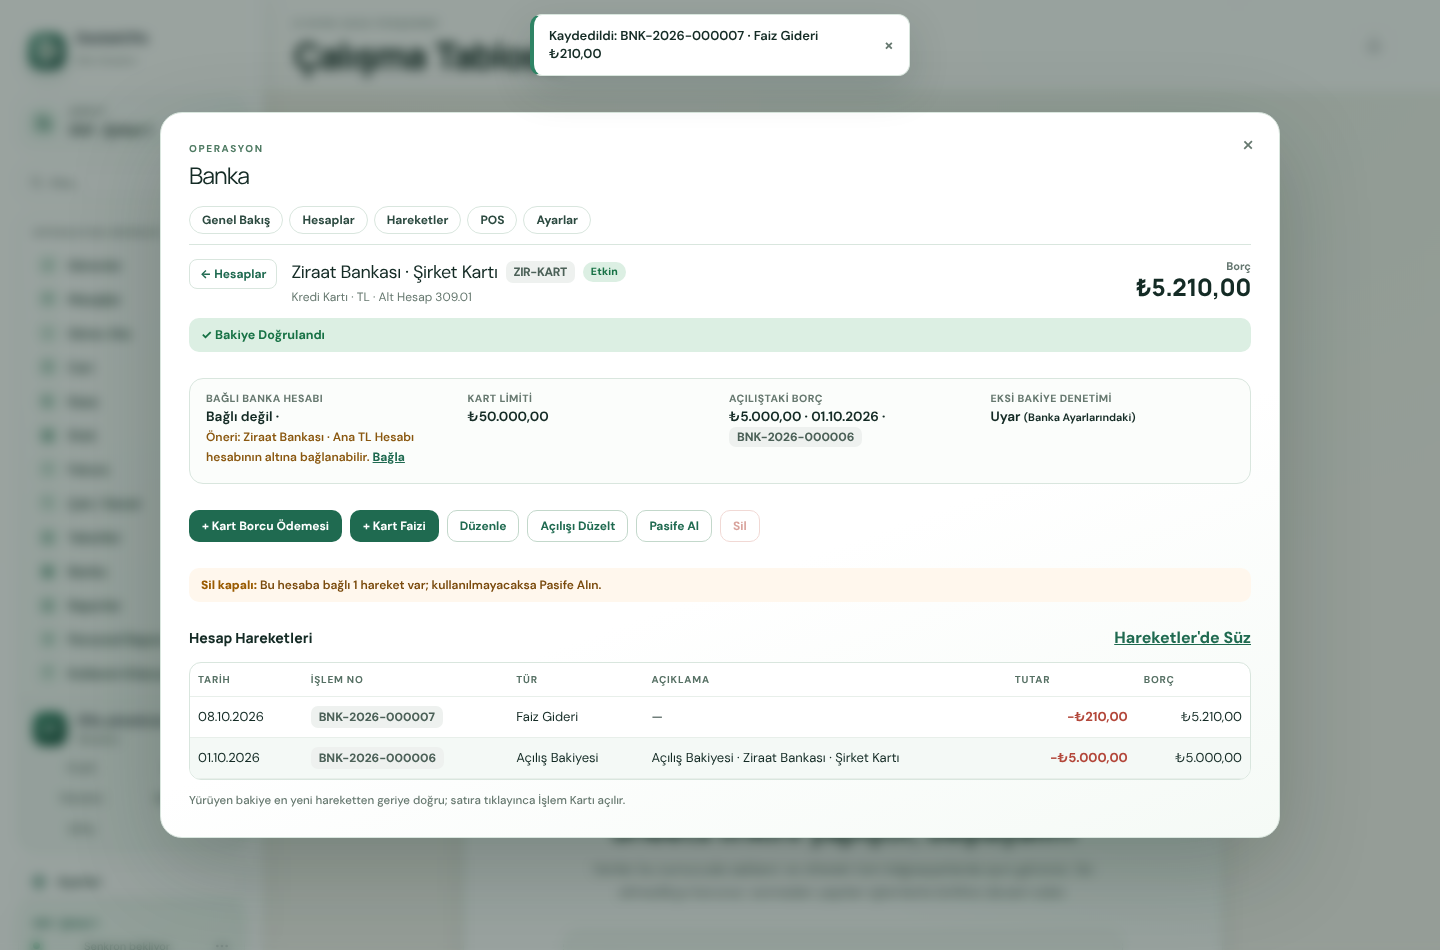 Kaydedildi: BNK-2026-000007 · Faiz Gideri
₺210,00
×
OPERASYON
×
Banka
Genel Bakış
Hesaplar
Hareketler
POS
Ayarlar
← Hesaplar
Ziraat Bankası · Şirket Kartı
ZIR-KART
Etkin
Kredi Kartı · TL · Alt Hesap 309.01
Borç
₺5.210,00
✓ Bakiye Doğrulandı
BAĞLI BANKA HESABI
Bağlı değil ·
Öneri: Ziraat Bankası · Ana TL Hesabı
hesabının altına bağlanabilir. Bağla
KART LİMİTİ
₺50.000,00
AÇILIŞTAKİ BORÇ
₺5.000,00 · 01.10.2026 ·
BNK-2026-000006
EKSİ BAKİYE DENETİMİ
Uyar (Banka Ayarlarındaki)
+ Kart Borcu Ödemesi
+ Kart Faizi
Düzenle
Açılışı Düzelt
Pasife Al
Sil
Sil kapalı: Bu hesaba bağlı 1 hareket var; kullanılmayacaksa Pasife Alın.
Hesap Hareketleri
Hareketler'de Süz
TARİH İŞLEM NO TÜR AÇIKLAMA TUTAR BORÇ
08.10.2026 BNK-2026-000007 Faiz Gideri — -₺210,00 ₺5.210,00
01.10.2026 BNK-2026-000006 Açılış Bakiyesi Açılış Bakiyesi · Ziraat Bankası · Şirket Kartı -₺5.000,00 ₺5.000,00
Yürüyen bakiye en yeni hareketten geriye doğru; satıra tıklayınca İşlem Kartı açılır.